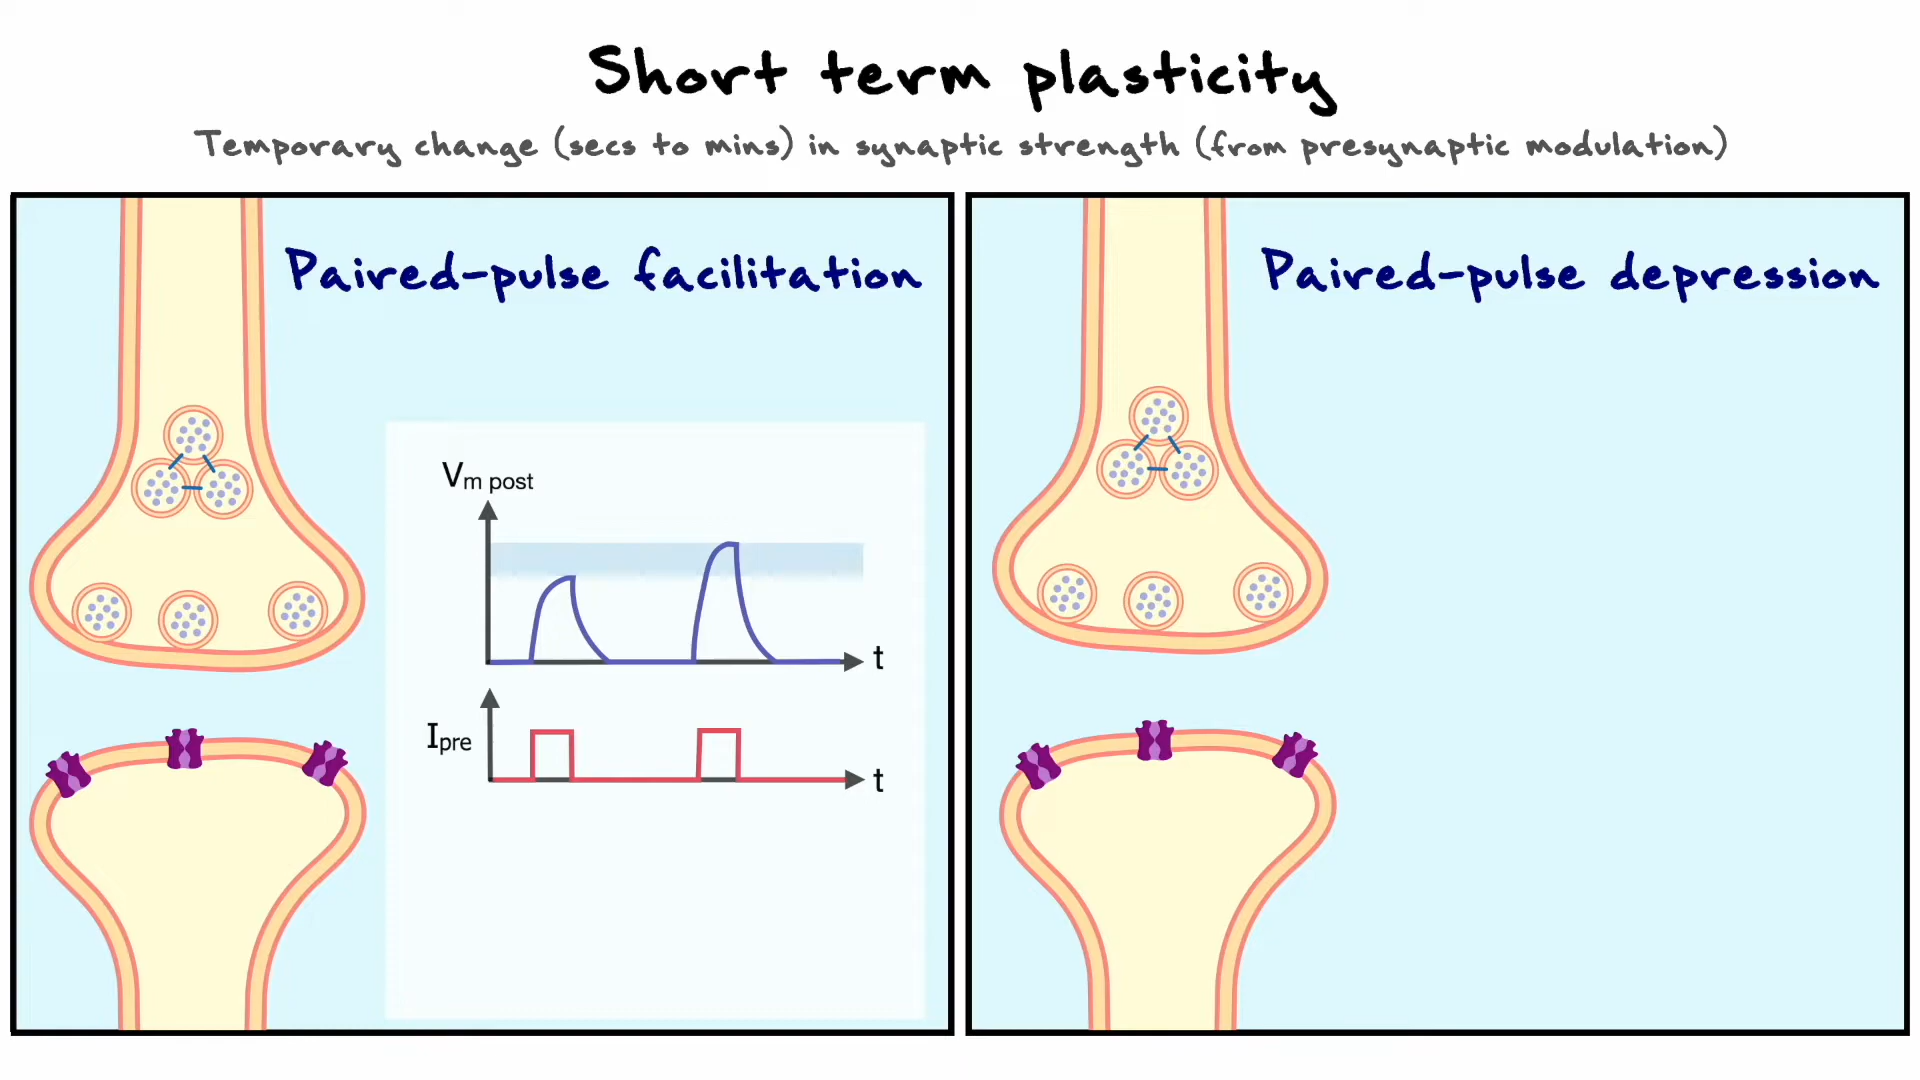 Short term plasticity
Temporary change (secs to mins) in synaptic strength (from presynaptic modulation)
Paired-pulse facilitation
Vm post
t
Ipre
t
Paired-pulse depression